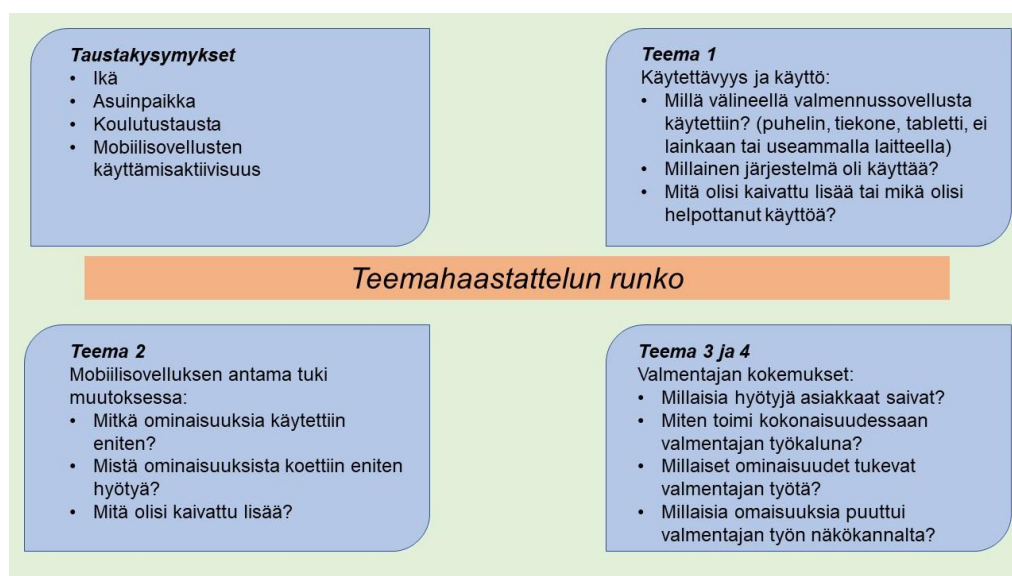 Taustakysymykset
• Ikä
• Asuinpaikka
• Koulutustausta
• Mobiilisovellusten
käyttämisaktiivisuus
Teema 1
Käytettävyys ja käyttö:
• Millä välineellä valmennussovellusta
käytettiin? (puhelin, tiekone, tabletti, ei
lainkaan tai useammalla laitteella)
• Millainen järjestelmä oli käyttää?
• Mitä olisi kaivattu lisää tai mikä olisi
helpottanut käyttöä?
Teemahaastattelun runko
Teema 2
Mobiilisovelluksen antama tuki
muutoksessa:
• Mitkä ominaisuuksia käytettiin
eniten?
• Mistä ominaisuuksista koettiin eniten
hyötyä?
• Mitä olisi kaivattu lisää?
Teema 3 ja 4
Valmentajan kokemukset:
• Millaisia hyötyjä asiakkaat saivat?
• Miten toimi kokonaisuudessaan
valmentajan työkaluna?
• Millaiset ominaisuudet tukevat
valmentajan työtä?
• Millaisia omaisuuksia puuttui
valmentajan työn näkökannalta?